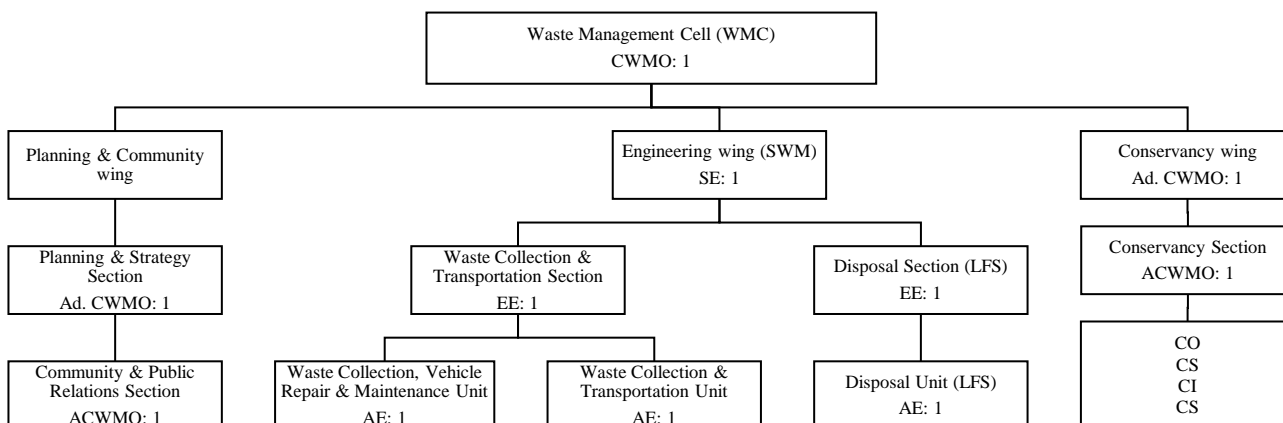 Waste Management Cell (WMC)
CWMO: 1
Planning & Community
wing
Engineering wing (SWM)
SE: 1
Conservancy wing
Ad. CWMO: 1
Planning & Strategy
Section
Ad. CWMO: 1
Waste Collection &
Transportation Section
EE: 1
Disposal Section (LFS)
EE: 1
Conservancy Section
ACWMO: 1
Community & Public
Relations Section
ACWMO: 1
Waste Collection, Vehicle
Repair & Maintenance Unit
AE: 1
Waste Collection &
Transportation Unit
AE: 1
Disposal Unit (LFS)
AE: 1
CO
CS
CI
CS